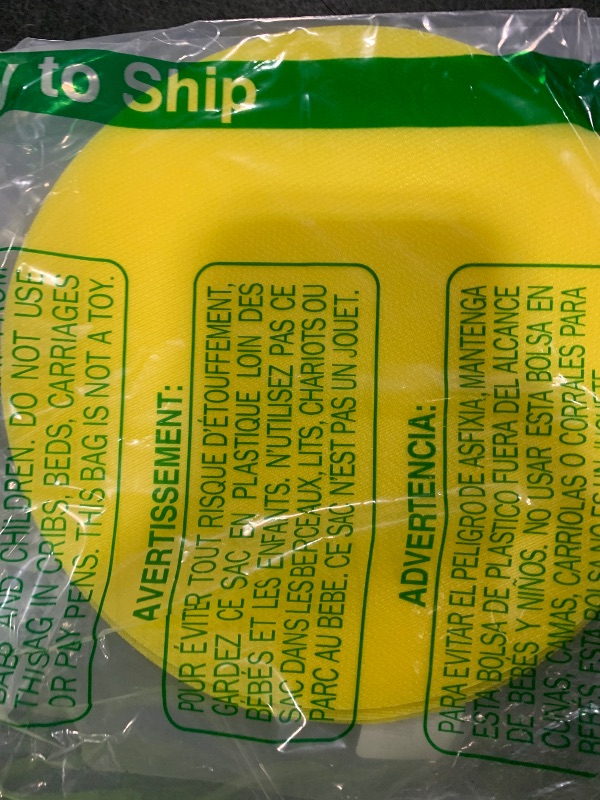 to Ship
AND CHILDREN. DO NOT USE
IN CRIBS, BEDS, CARRIAGES
OR PENS. THIS BAG IS NOT A TOY.
AVERTISSEMENT:
POUR ÉVITER TOUT RISQUE D'ÉTOUFFEMENT,
GARDEZ CE SAC EN PLASTIQUE LOIN DES
BÉBÉS ET LES ENFANTS. N'UTILISEZ PAS CE
SAC DANS LES BERCEAUX, LITS, CHARIOTS OU
PARC AU BEBE. CE SAC N'EST PAS UN JOUET.
ADVERTENCIA:
PARA EVITAR EL PELIGRO DE ASFIXIA, MANTENGA
ESTA BOLSA DE PLASTICO FUERA DEL ALCANCE
DE BEBES Y NIÑOS. NO USAR ESTA BOLSA EN
CUNAS, CAMAS, CARRIOLAS O CORRALES PARA